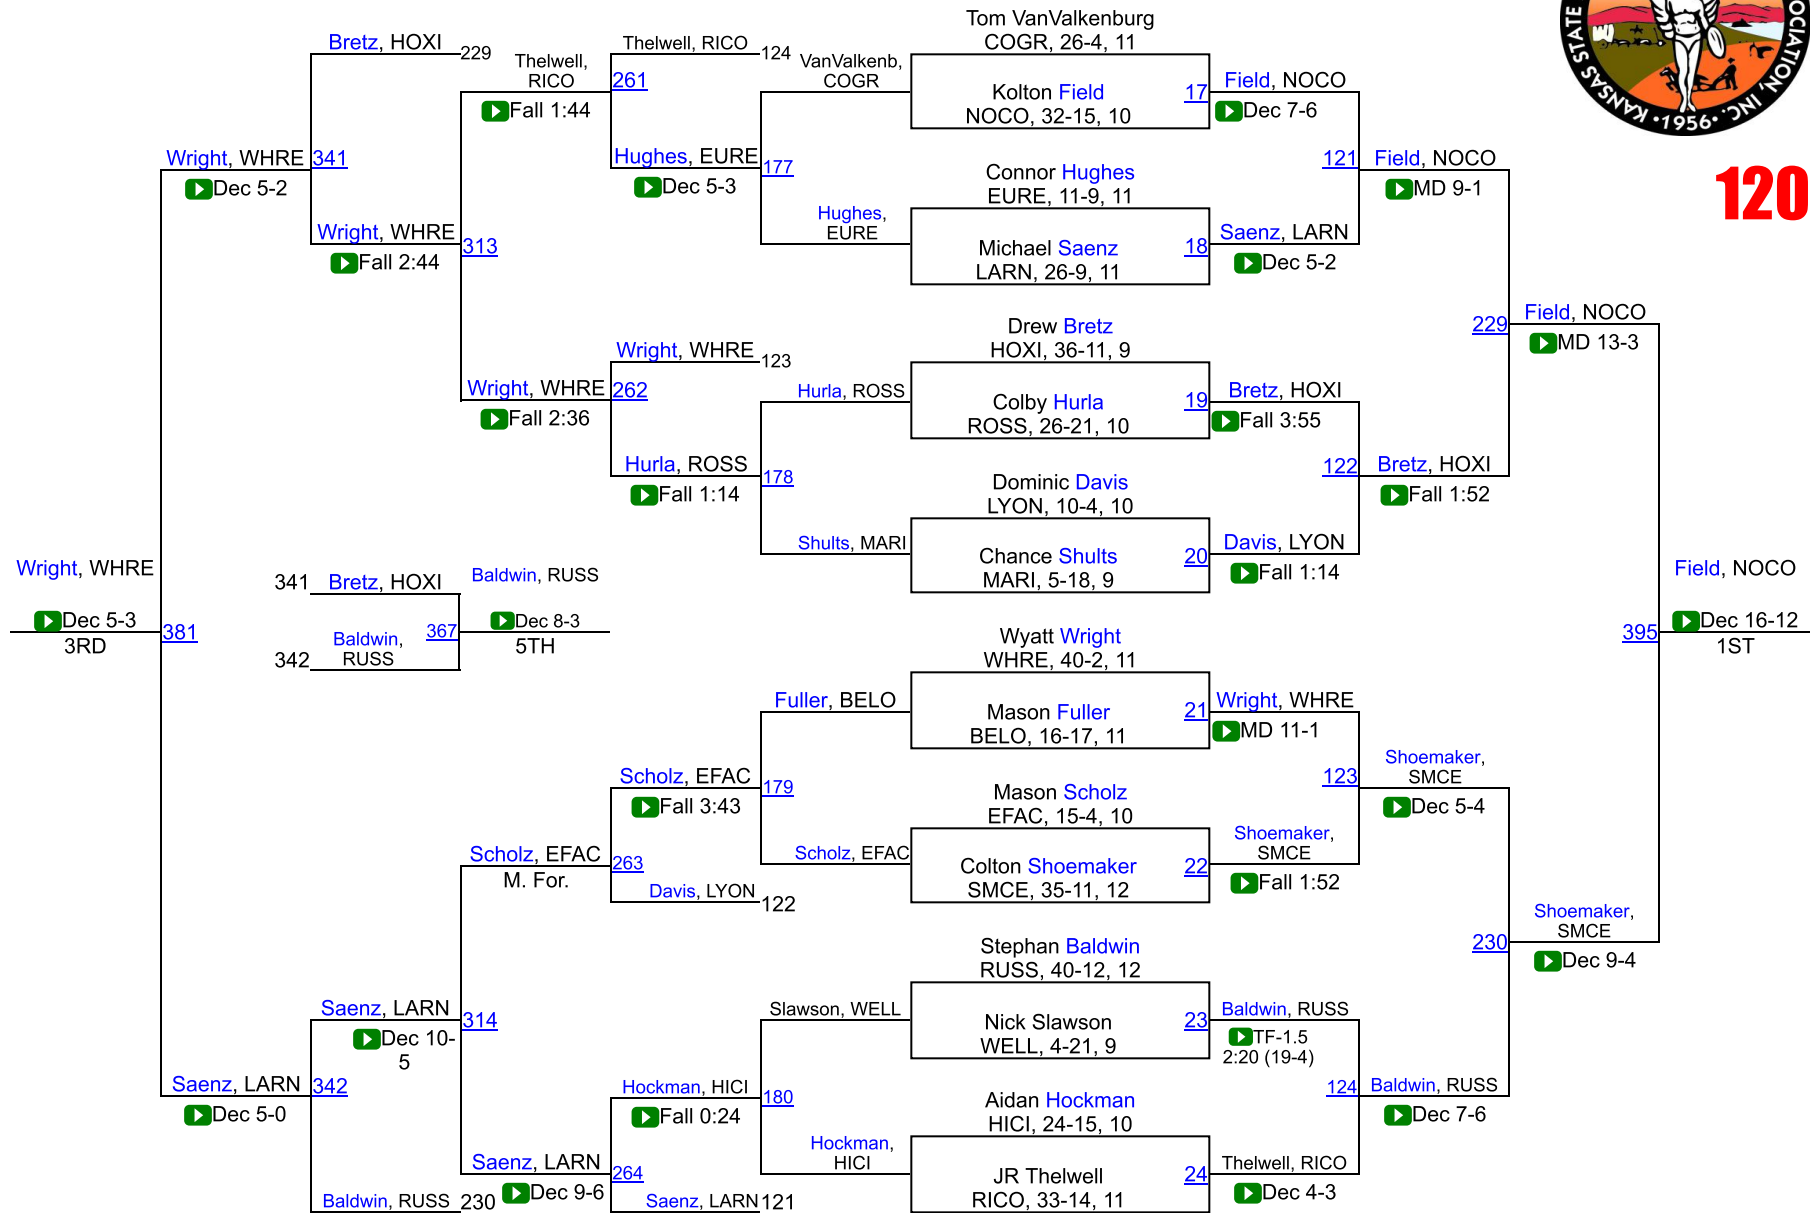 Tom VanValkenburg
COGR, 26-4, 11
Kolton Field
NOCO, 32-15, 10
17
Connor Hughes
EURE, 11-9, 11
Michael Saenz
LARN, 26-9, 11
18
Drew Bretz
HOXI, 36-11, 9
Colby Hurla
ROSS, 26-21, 10
19
Dominic Davis
LYON, 10-4, 10
Chance Shults
MARI, 5-18, 9
20
Wyatt Wright
WHRE, 40-2, 11
Mason Fuller
BELO, 16-17, 11
21
Mason Scholz
EFAC, 15-4, 10
Colton Shoemaker
SMCE, 35-11, 12
22
Stephan Baldwin
RUSS, 40-12, 12
Nick Slawson
WELL, 4-21, 9
23
Aidan Hockman
HICI, 24-15, 10
JR Thelwell
RICO, 33-14, 11
24
Field, NOCO
Dec 7-6
121
Saenz, LARN
Dec 5-2
Bretz, HOXI
Fall 3:55
122
Davis, LYON
Fall 1:14
Wright, WHRE
MD 11-1
123
Shoemaker,
SMCE
Fall 1:52
Baldwin, RUSS
TF-1.5
2:20 (19-4)
124
Thelwell, RICO
Dec 4-3
Field, NOCO
MD 9-1
229
Bretz, HOXI
Fall 1:52
Shoemaker,
SMCE
Dec 5-4
230
Baldwin, RUSS
Dec 7-6
Field, NOCO
MD 13-3
395
Shoemaker,
SMCE
Dec 9-4
Field, NOCO
Dec 16-12
1ST
KANSAS STATE
OCIATION, INC.
•1956•
120
VanValkenb,
COGR
177
Hughes,
EURE
Hurla, ROSS
178
Shults, MARI
Fuller, BELO
179
Scholz, EFAC
Slawson, WELL
180
Hockman,
HICI
Thelwell, RICO
124
261
Hughes, EURE
Dec 5-3
Wright, WHRE
123
262
Hurla, ROSS
Fall 1:14
Scholz, EFAC
Fall 3:43
263
Davis, LYON
122
Hockman, HICI
Fall 0:24
264
Saenz, LARN
121
Thelwell,
RICO
Fall 1:44
313
Wright, WHRE
Fall 2:36
Scholz, EFAC
M. For.
314
Saenz, LARN
Dec 9-6
Bretz, HOXI
229
341
Wright, WHRE
Fall 2:44
Saenz, LARN
Dec 10-
5
342
Baldwin, RUSS
230
Wright, WHRE
Dec 5-2
381
Saenz, LARN
Dec 5-0
Wright, WHRE
Dec 5-3
3RD
341
Bretz, HOXI
367
342
Baldwin,
RUSS
Baldwin, RUSS
Dec 8-3
5TH